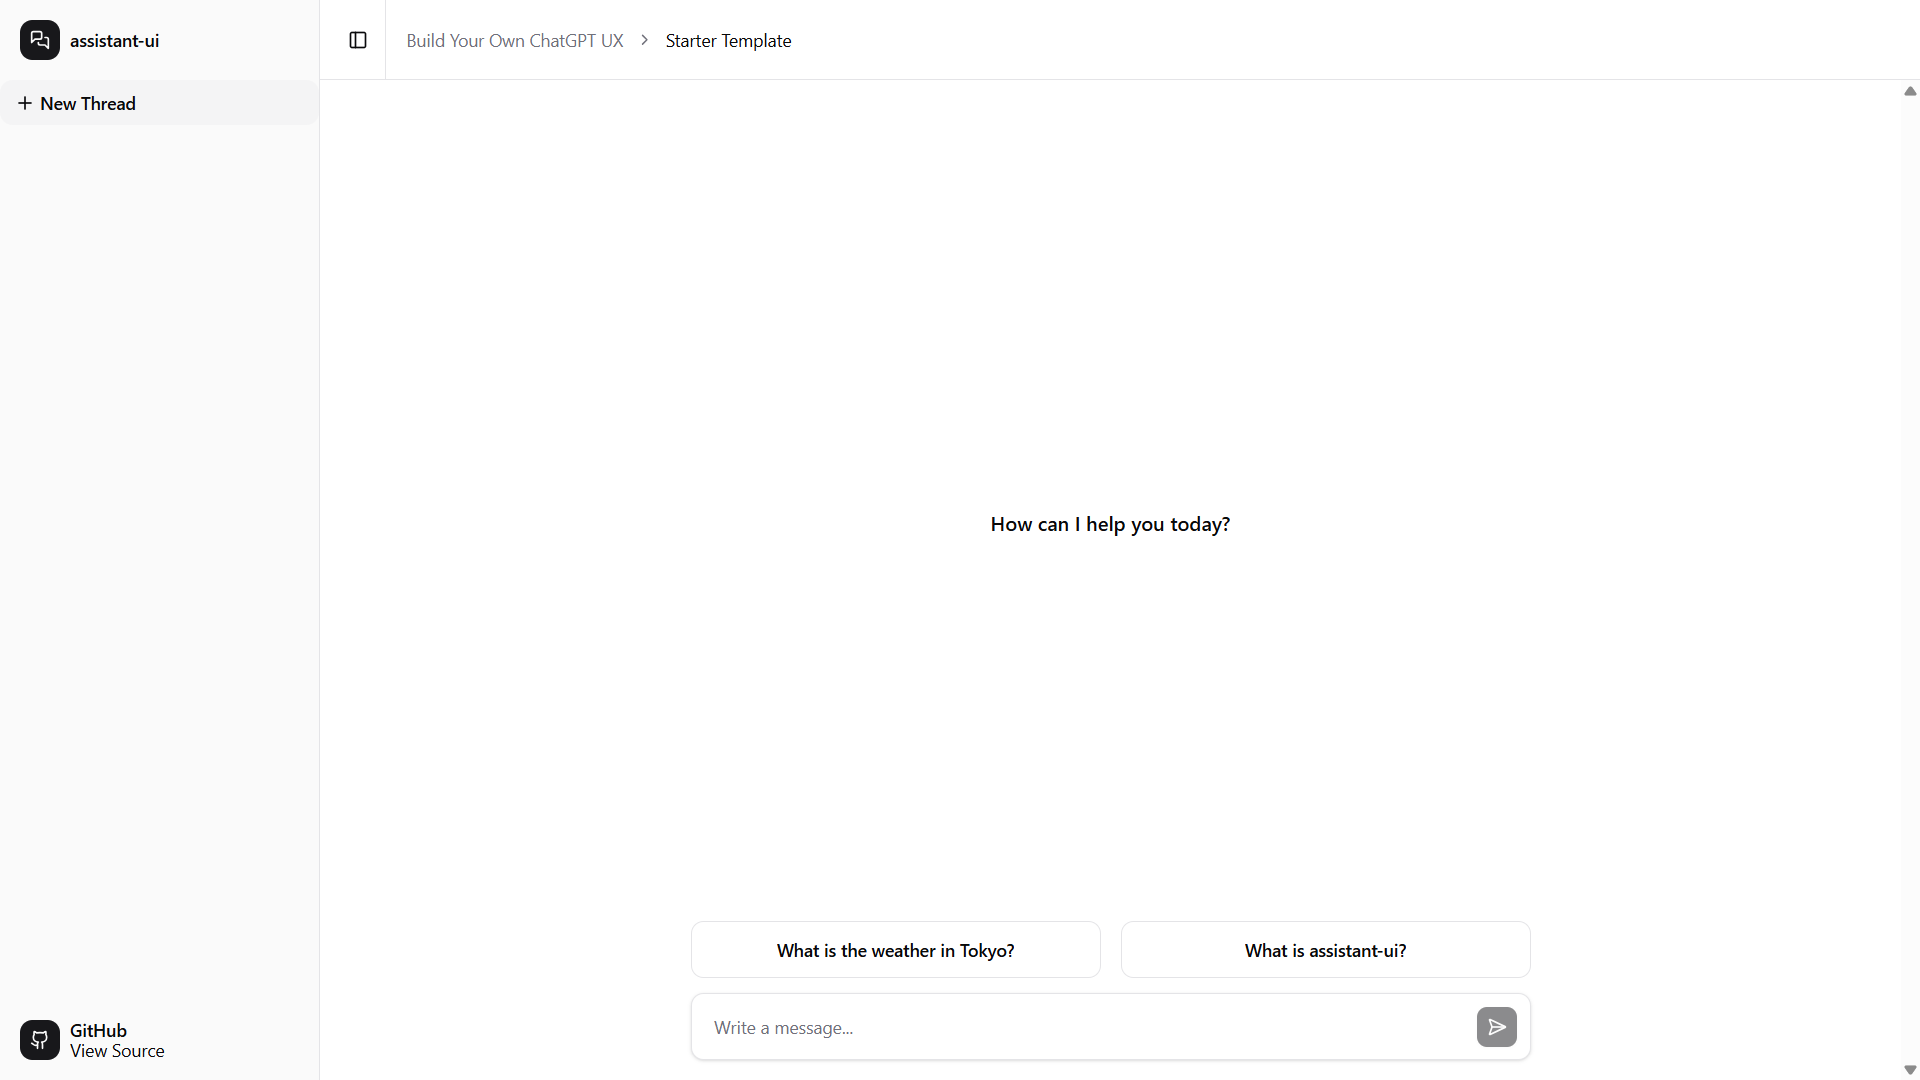 assistant-ui
New Thread
Build Your Own ChatGPT UX
Starter Template
How can I help you today?
What is the weather in Tokyo?
What is assistant-ui?
Write a message...
GitHub
View Source